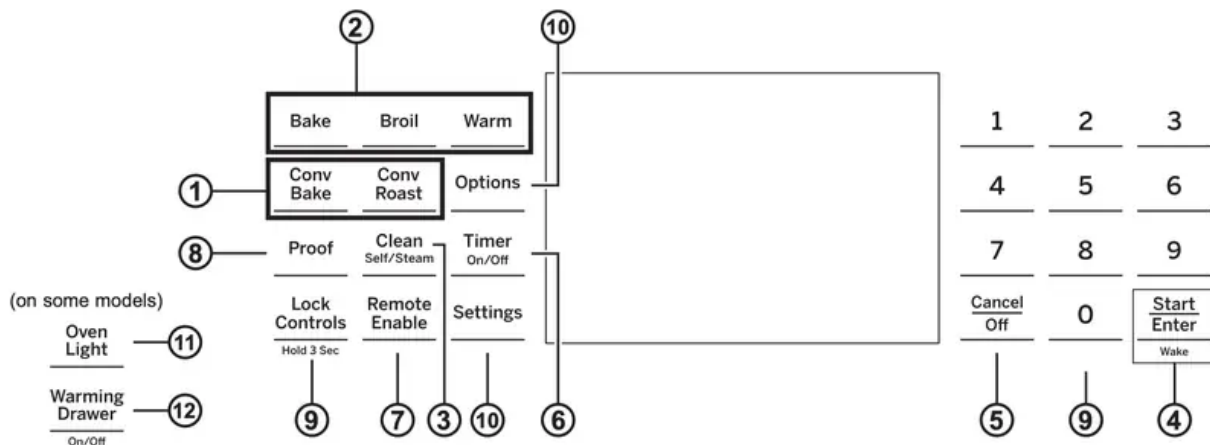 2
10
Bake Broil Warm
1 2 3
1
Conv Bake
Conv Roast
Options
4 5 6
8
Proof
Clean
Self/Steam
Timer
On/Off
7 8 9
(on some models)
Oven Light
11
Lock Controls
Hold 3 Sec
Remote Enable
Settings
Cancel
Off
0
Start
Enter
Wake
Warming Drawer
On/Off
12
9 7 3 10 6 5 9 4